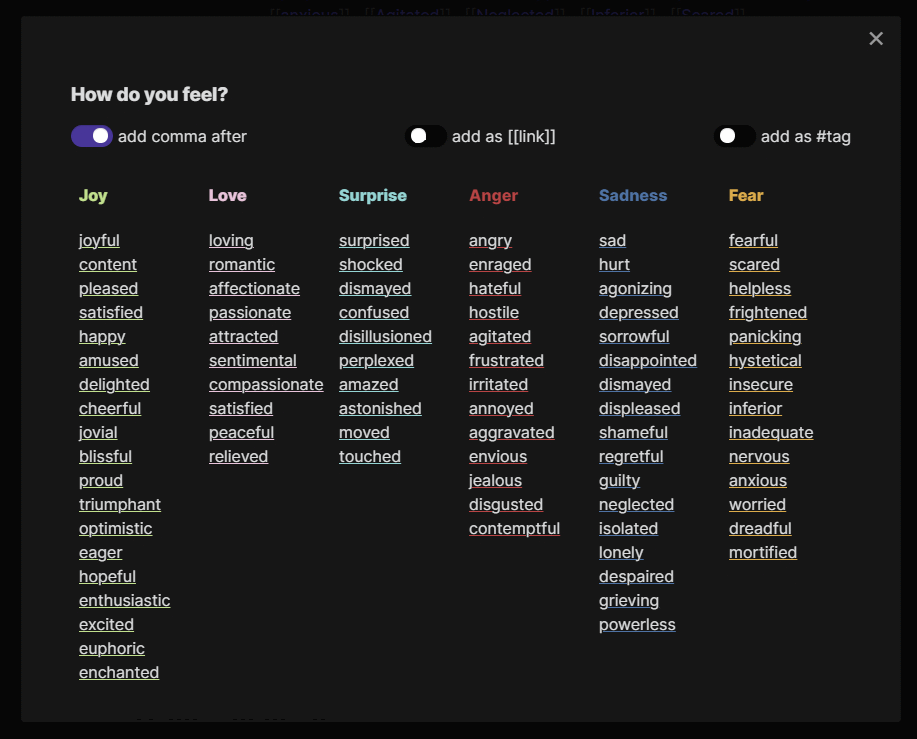 [[anxious]], [[Agitated]], [[Neglected]], [[Inferior]], [[Scared]],
How do you feel?
add comma after
add as [[link]]
add as #tag
Joy
joyful
content
pleased
satisfied
happy
amused
delighted
cheerful
jovial
blissful
proud
triumphant
optimistic
eager
hopeful
enthusiastic
excited
euphoric
enchanted
Love
loving
romantic
affectionate
passionate
attracted
sentimental
compassionate
satisfied
peaceful
relieved
Surprise
surprised
shocked
dismayed
confused
disillusioned
perplexed
amazed
astonished
moved
touched
Anger
angry
enraged
hateful
hostile
agitated
frustrated
irritated
annoyed
aggravated
envious
jealous
disgusted
contemptful
Sadness
sad
hurt
agonizing
depressed
sorrowful
disappointed
dismayed
displeased
shameful
regretful
guilty
neglected
isolated
lonely
despaired
grieving
powerless
Fear
fearful
scared
helpless
frightened
panicking
hystetical
insecure
inferior
inadequate
nervous
anxious
worried
dreadful
mortified